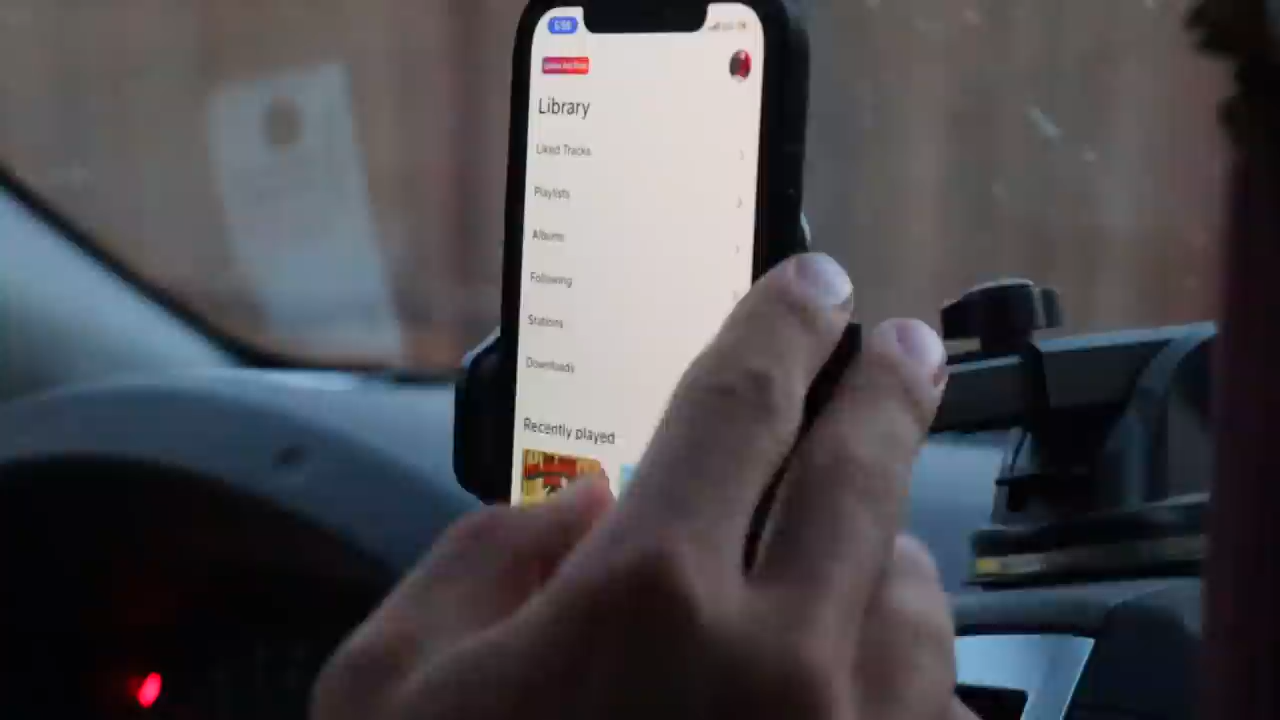 Library
Liked Tracks
Playlists
Albums
Following
Stations
Downloads
Recently played